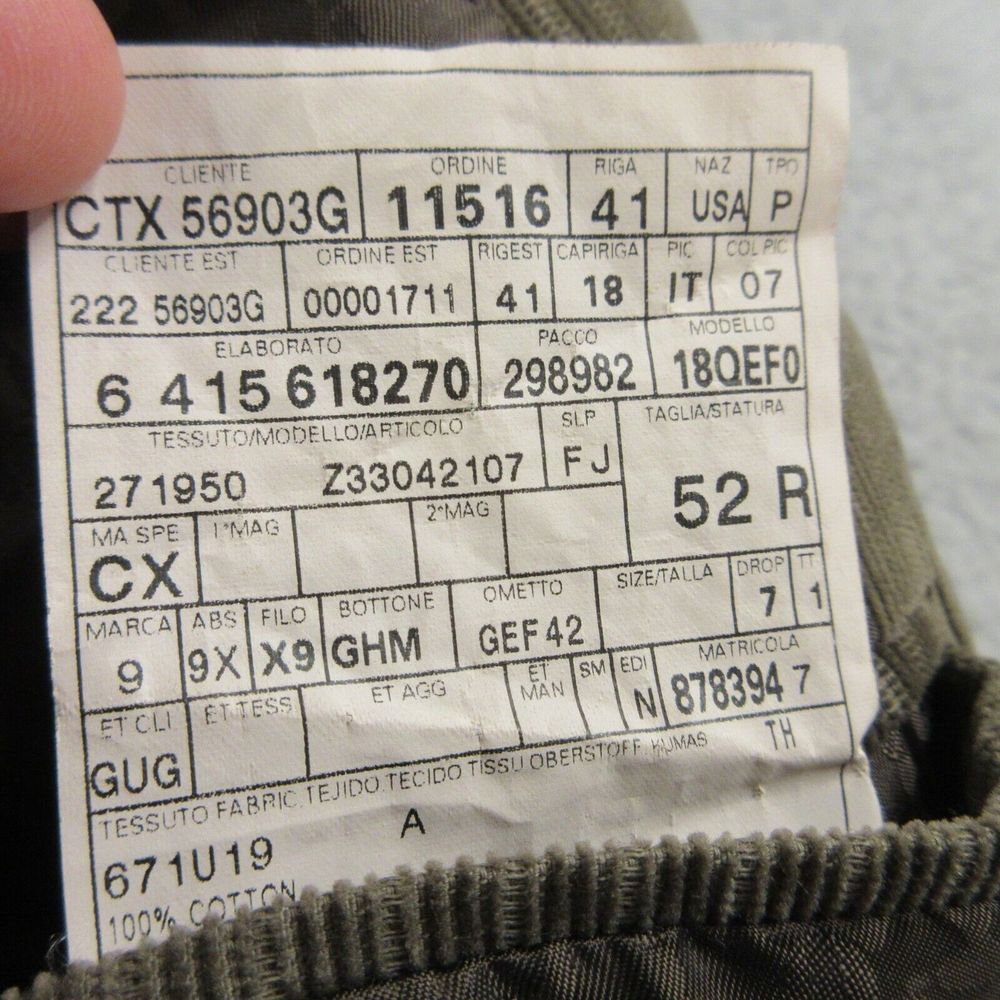 CLIENTE ORDINE RIGA NAZ TPO
CTX 56903G 11516 41 USA P
CLIENTE EST ORDINE EST RIGEST CAPIRIGA PIC COL PIC
222 56903G 00001711 41 18 IT 07
ELABORATO PACCO MODELLO
6 4 15 618270 298982 18QEF0
TESSUTO/MODELLO/ARTICOLO SLP TAGLIA/STATURA
271950 Z33042107 FJ 52 R
MA SPE 1°MAG 2°MAG
CX
MARCA ABS FILO BOTTONE OMETTO SIZE/TALLA DROP TT
9 9X X9 GHM GEF42 7 1
ET CLI ET TESS ET AGG ET MAN SM EDI MATRICOLA
GUG N 878394 7
TESSUTO FABRIC.TEJIDO.TECIDO TISSU OBERSTOFF KUMAS TH
671U19 A
100% COTTON